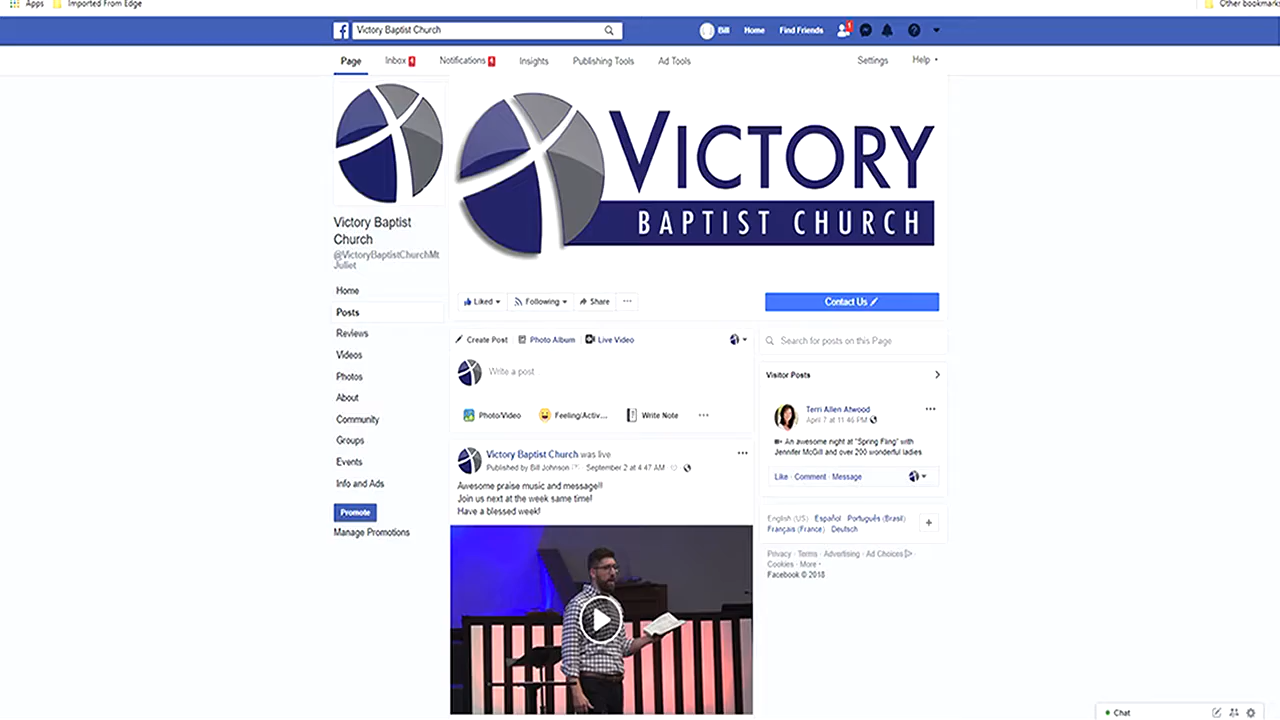 Apps Imported From Edge Other bookmarks
Victory Baptist Church Bill Home Find Friends 1
Page Inbox 4 Notifications 4 Insights Publishing Tools Ad Tools Settings Help
VICTORY
BAPTIST CHURCH
Victory Baptist
Church
@VictoryBaptistChurchMt
Juliet
Home
Posts
Reviews
Videos
Photos
About
Community
Groups
Events
Info and Ads
Promote
Manage Promotions
Liked Following Share ...
Contact Us
Create Post Photo Album Live Video
Write a post
Photo/Video Feeling/Activ... Write Note ...
Victory Baptist Church was live
Published by Bill Johnson September 2 at 4:47 AM
Awesome praise music and message!!
Join us next at the week same time!
Have a blessed week!
Search for posts on this Page
Visitor Posts
Terri Allen Atwood
April 7 at 11:46 PM
An awesome night at "Spring Fling" with
Jennifer McGill and over 200 wonderful ladies
Like · Comment · Message
English (US) · Español · Português (Brasil) ·
Français (France) · Deutsch
Privacy · Terms · Advertising · Ad Choices ·
Cookies · More
Facebook © 2018
Chat